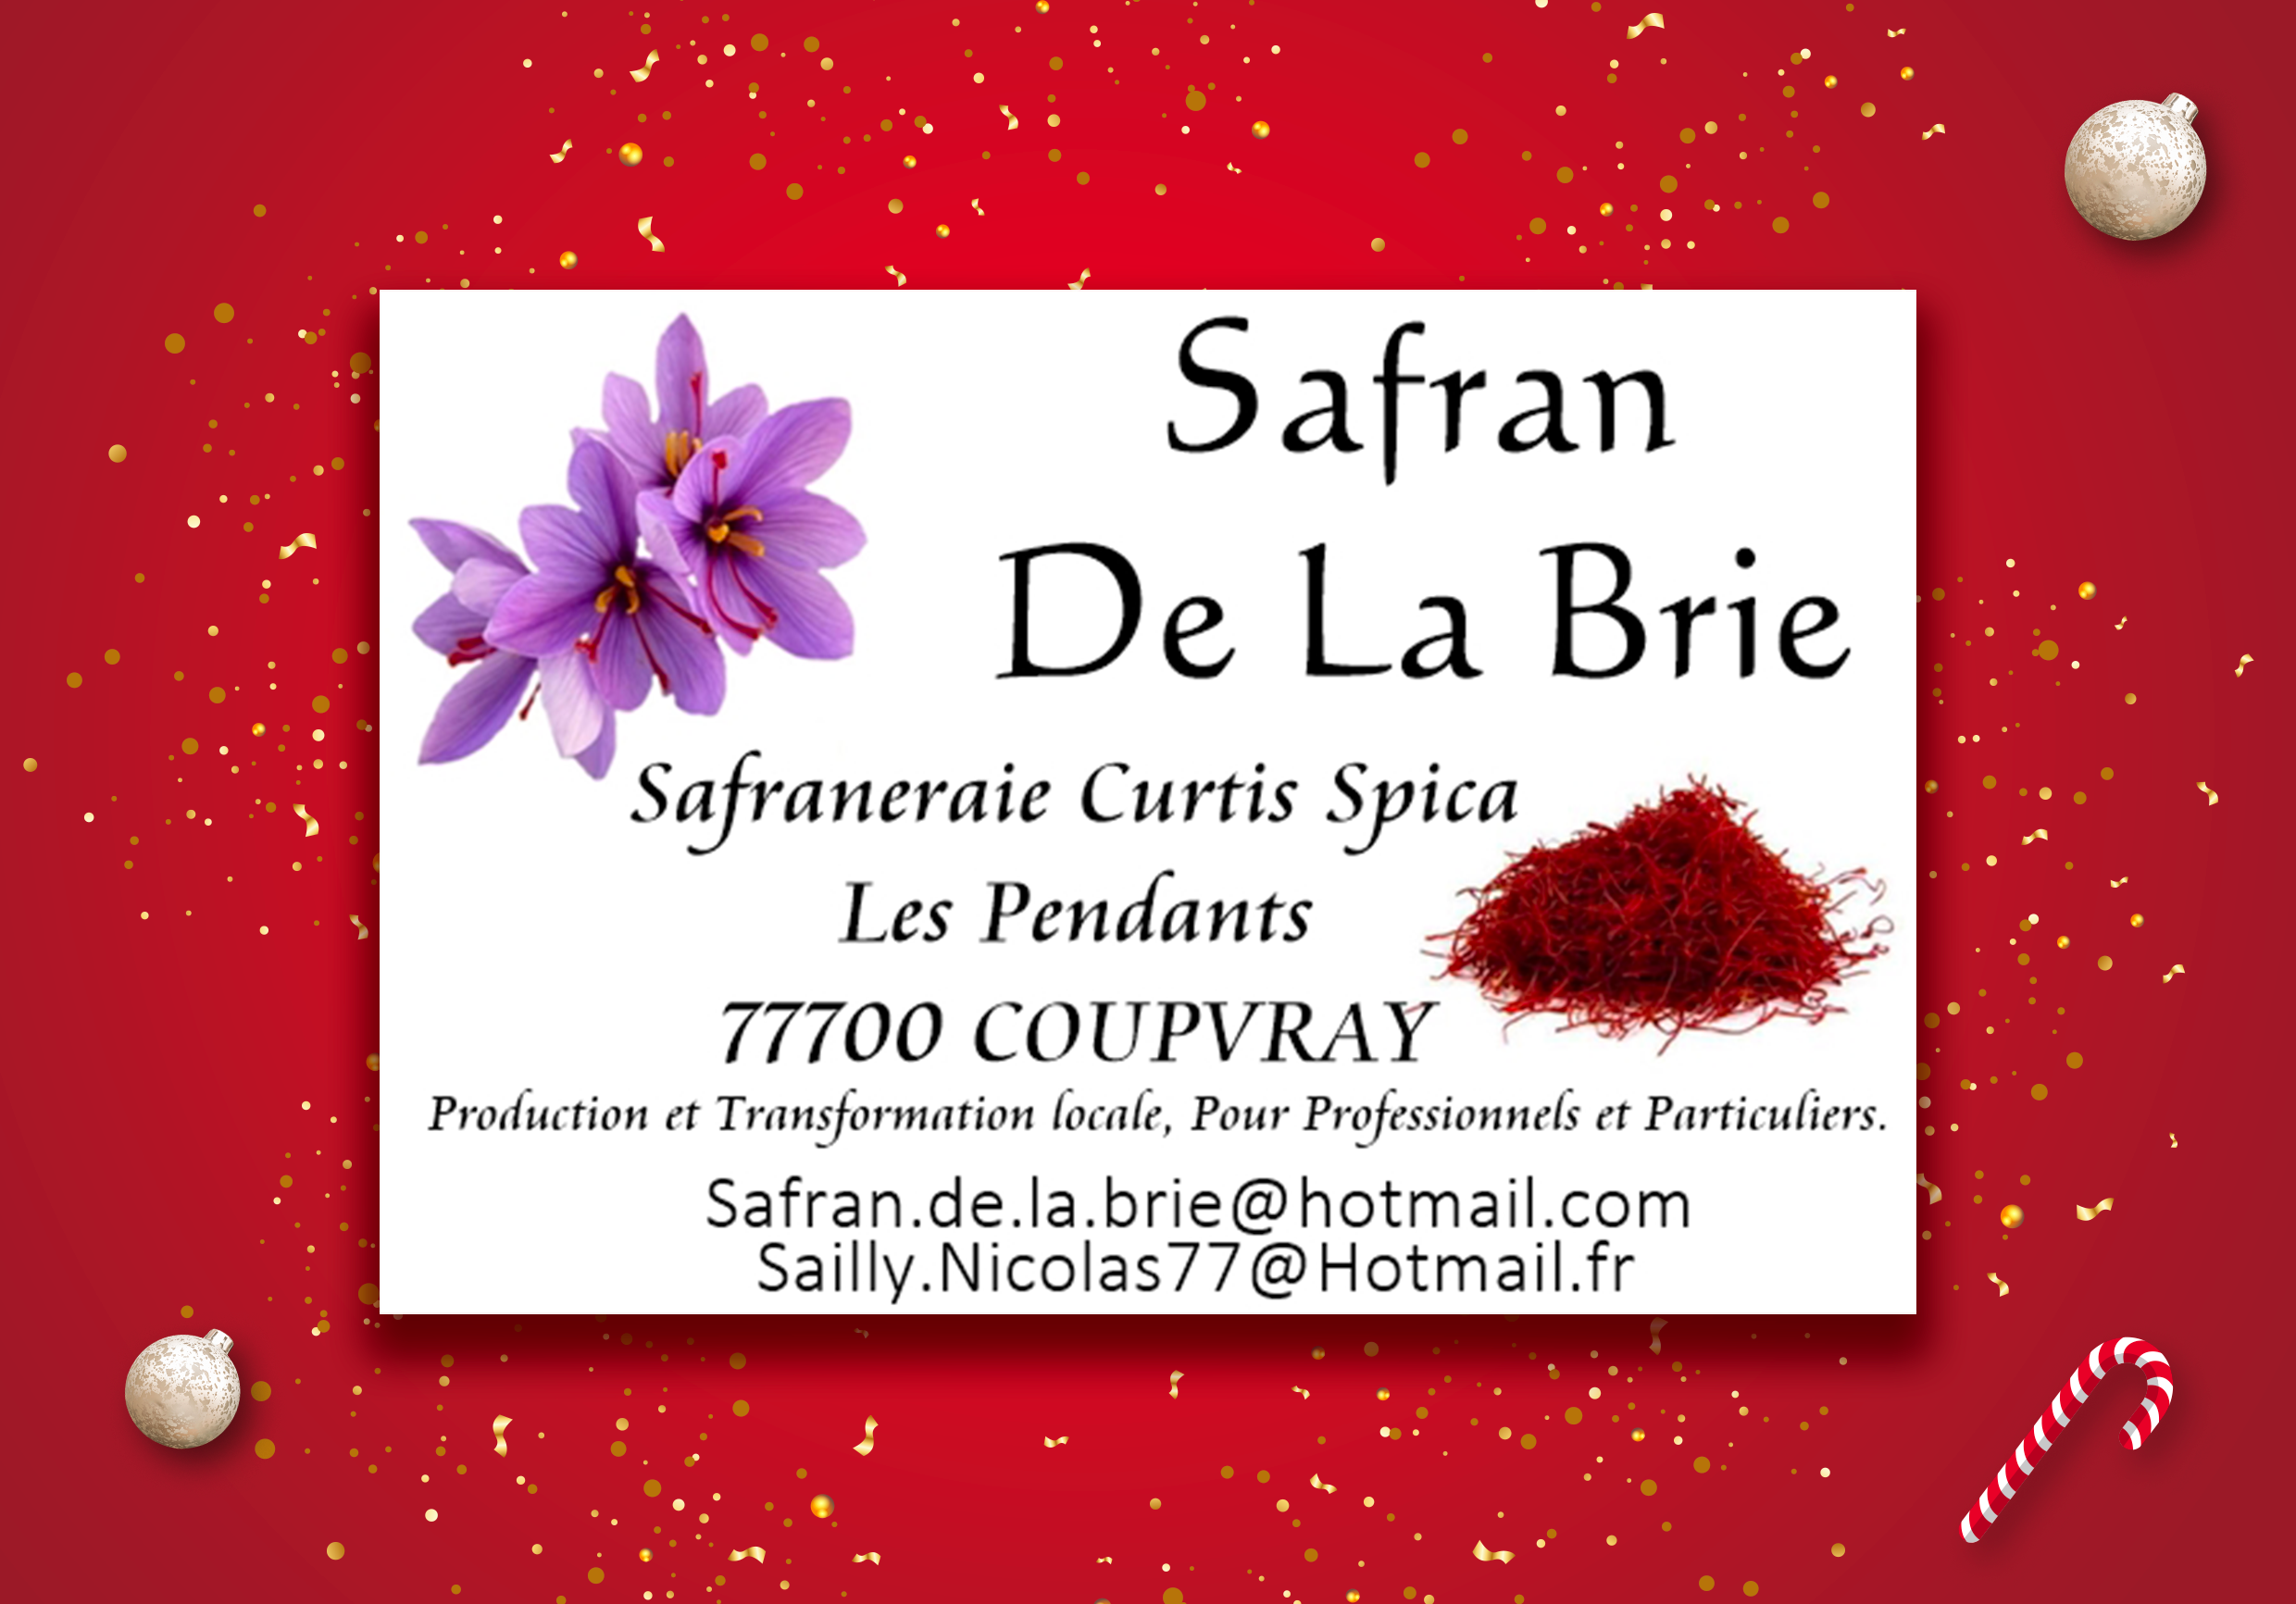 Safran
De La Brie
Safraneraie Curtis Spica
Les Pendants
77700 COUPVRAY
Production et Transformation locale, Pour Professionnels et Particuliers.
Safran.de.la.brie@hotmail.com
Sailly.Nicolas77@Hotmail.fr